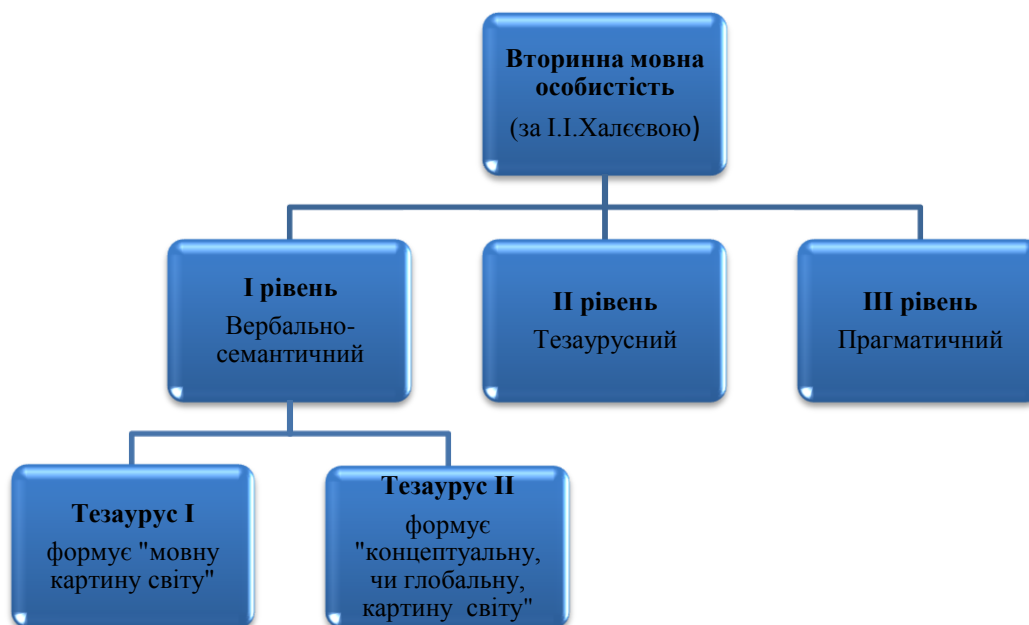 Вторинна мовна
особистість
(за І.І.Халєєвою)
І рівень
Вербально-
семантичний
ІІ рівень
Тезаурусний
ІІІ рівень
Прагматичний
Тезаурус І
формує "мовну
картину світу"
Тезаурус ІІ
формує
"концептуальну,
чи глобальну,
картину світу"